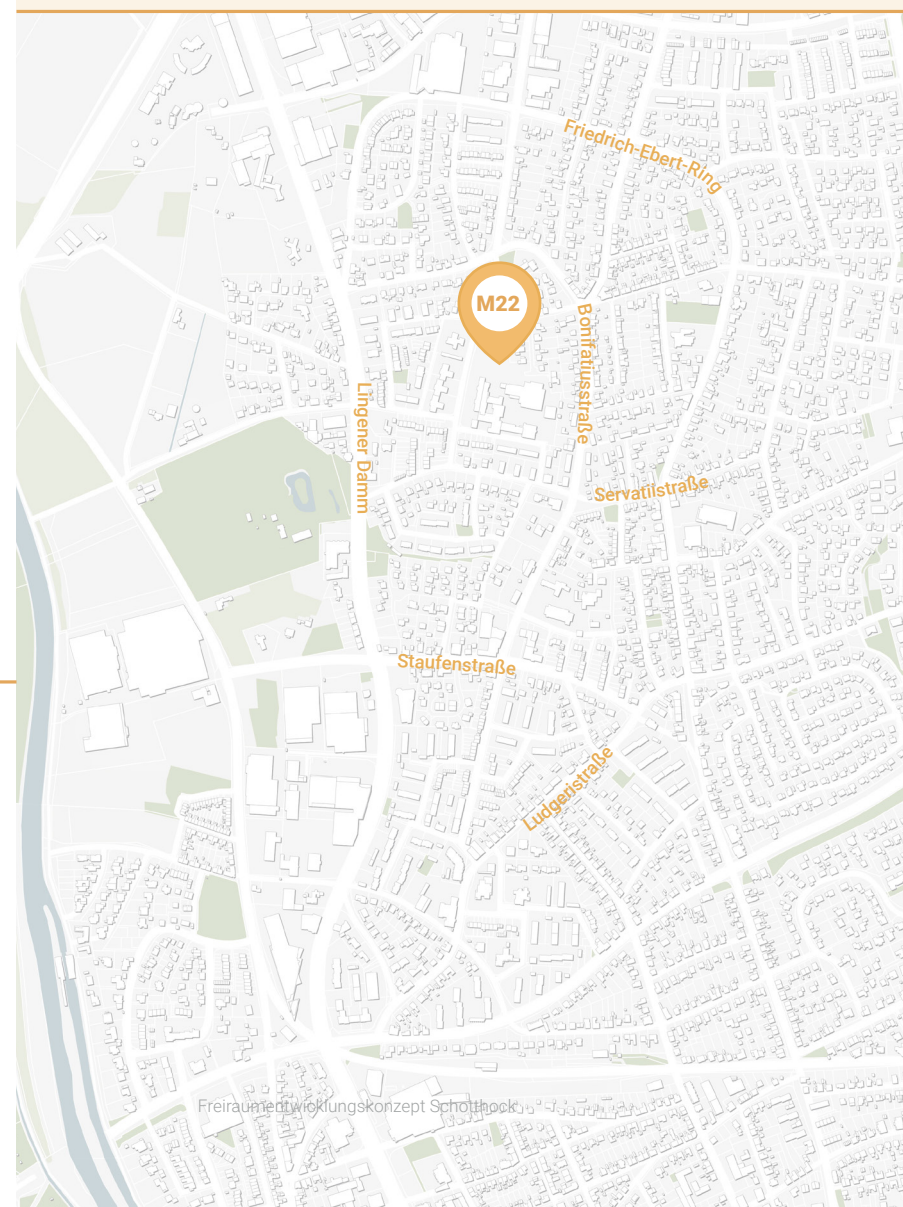 Friedrich-Ebert-Ring
M22
Bonifatiusstraße
Lingener Damm
Servatiistraße
Staufenstraße
Ludgeristraße
Freiraumentwicklungskonzept Schotthock